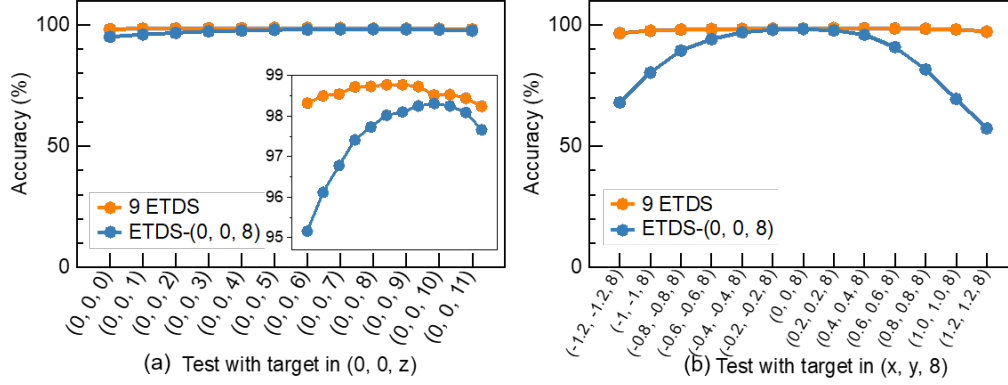 100
50
0
Accuracy (%)
99
98
97
96
95
9 ETDS
ETDS-(0, 0, 8)
(0, 0, 0)
(0, 0, 1)
(0, 0, 2)
(0, 0, 3)
(0, 0, 4)
(0, 0, 5)
(0, 0, 6)
(0, 0, 7)
(0, 0, 8)
(0, 0, 9)
(0, 0, 10)
(0, 0, 11)
(a) Test with target in (0, 0, z)
100
50
0
Accuracy (%)
9 ETDS
ETDS-(0, 0, 8)
(-1.2, -1.2, 8)
(-1, -1.8)
(-0.8, -0.8, 8)
(-0.6, -0.6, 8)
(-0.4, -0.4, 8)
(-0.2, -0.2, 8)
(0, 0.8)
(0.2, 0.2, 8)
(0.4, 0.4, 8)
(0.6, 0.6, 8)
(0.8, 0.8, 8)
(1.0, 1.0, 8)
(1.2, 1.2, 8)
(b) Test with target in (x, y, 8)